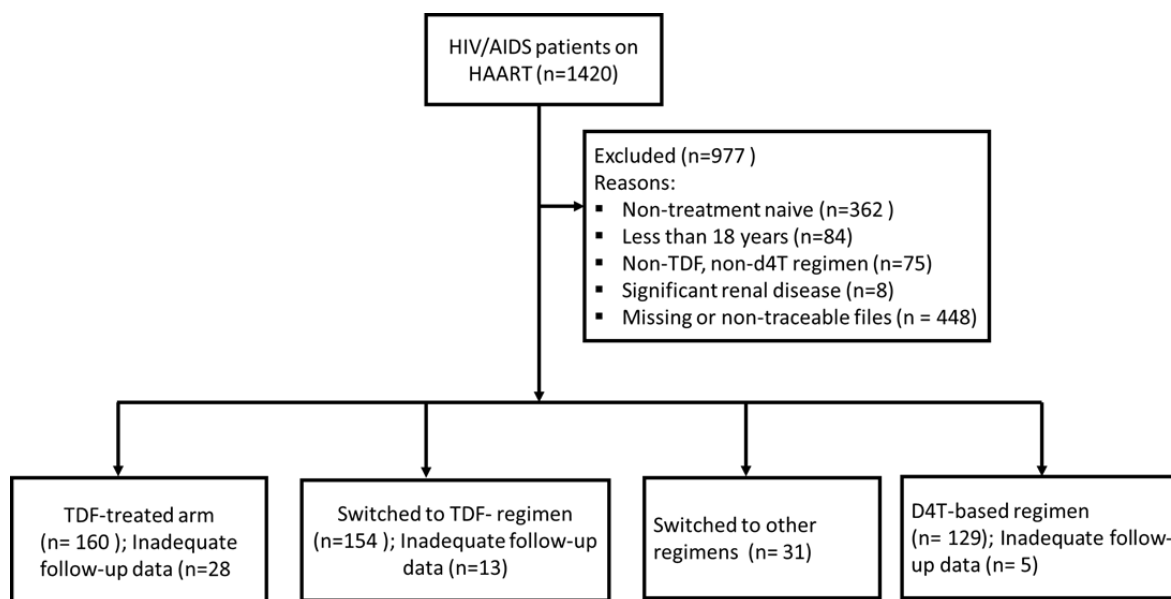 HIV/AIDS patients on
HAART (n=1420)
Excluded (n=977 )
Reasons:
▪ Non-treatment naive (n=362 )
▪ Less than 18 years (n=84)
▪ Non-TDF, non-d4T regimen (n=75)
▪ Significant renal disease (n=8)
▪ Missing or non-traceable files (n = 448)
TDF-treated arm
(n= 160 ); Inadequate
follow-up data (n=28
Switched to TDF- regimen
(n=154 ); Inadequate follow-up
data (n=13)
Switched to other
regimens (n= 31)
D4T-based regimen
(n= 129); Inadequate follow-
up data (n= 5)